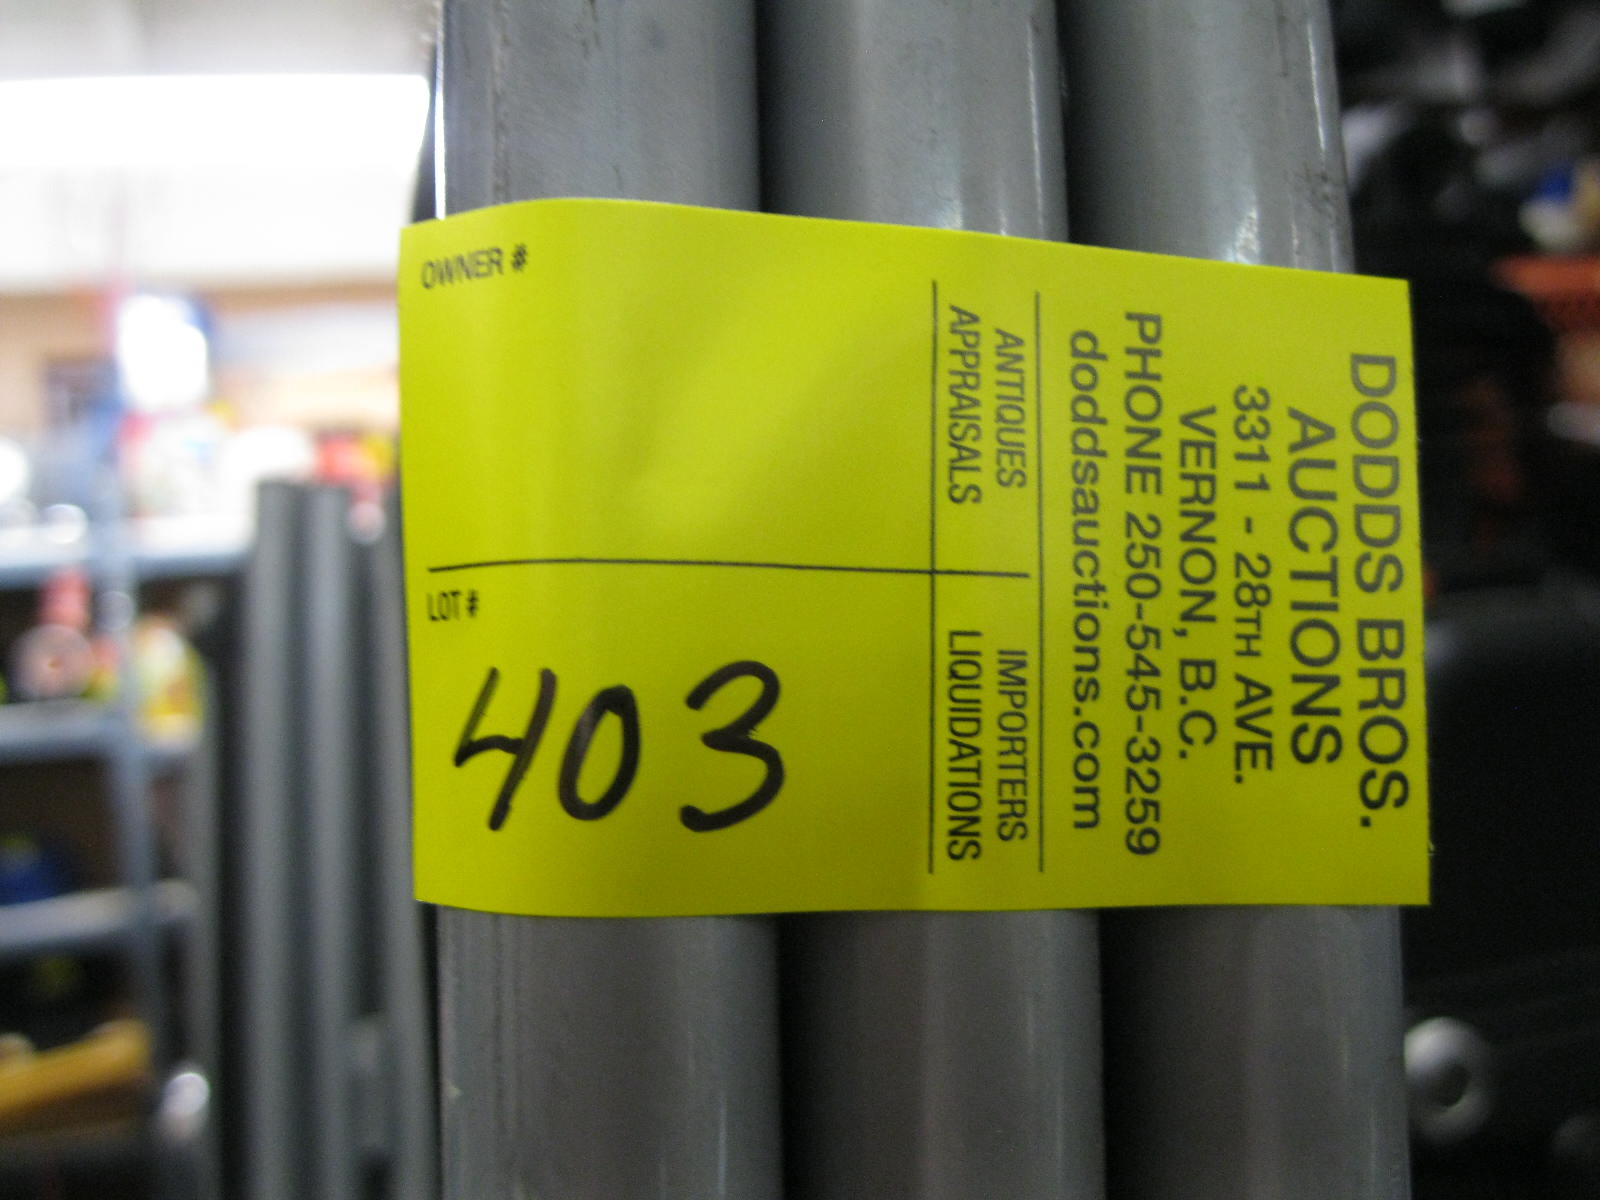 DODDS BROS.
AUCTIONS
3311 - 28TH AVE.
VERNON, B.C.
PHONE 250-545-3259
doddsauctions.com
ANTIQUES
APPRAISALS
IMPORTERS
LIQUIDATIONS
OWNER #
LOT #
403